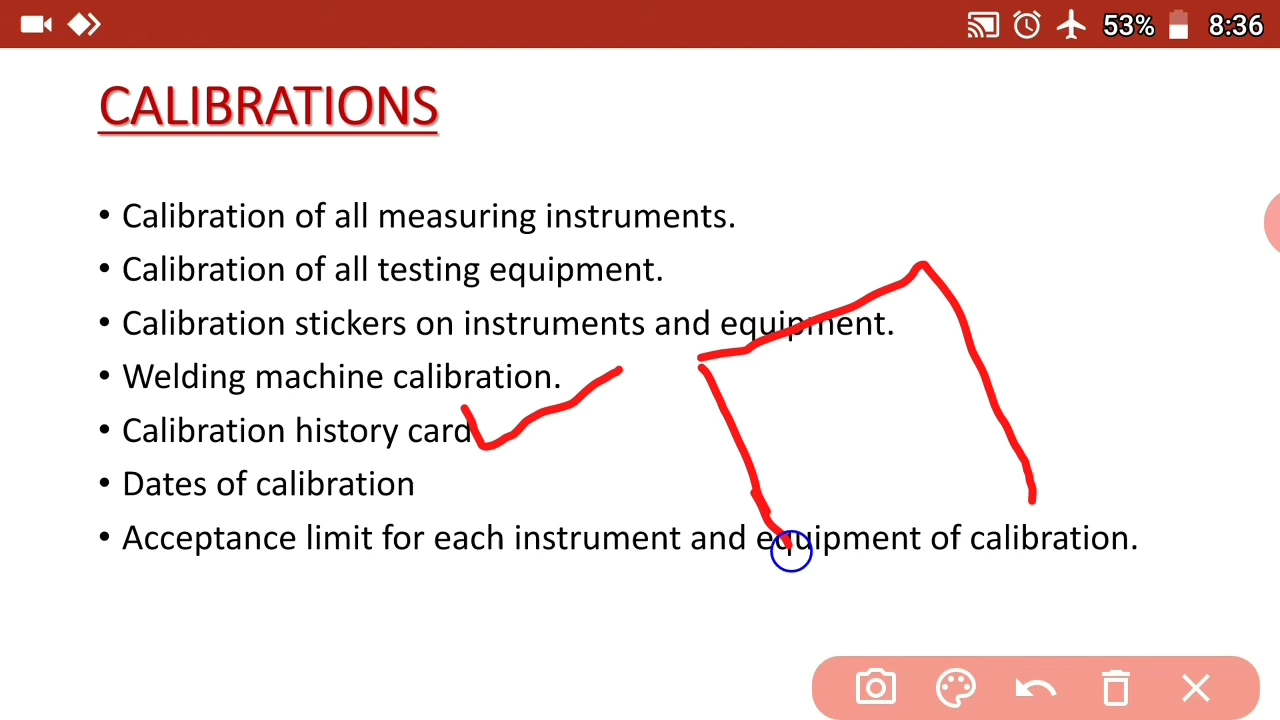 53% 8:36
CALIBRATIONS
• Calibration of all measuring instruments.
• Calibration of all testing equipment.
• Calibration stickers on instruments and equipment.
• Welding machine calibration.
• Calibration history card
• Dates of calibration
• Acceptance limit for each instrument and equipment of calibration.